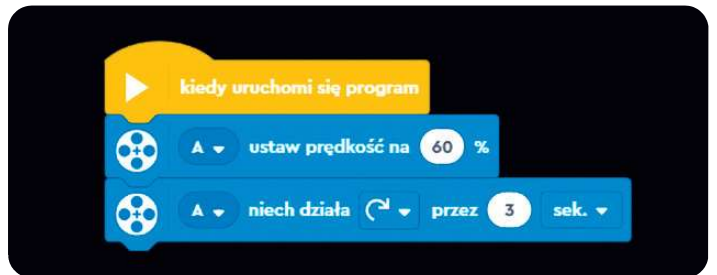 kiedy uruchomi się program
A ustaw prędkość na 60 %
A niech działa przez 3 sek.